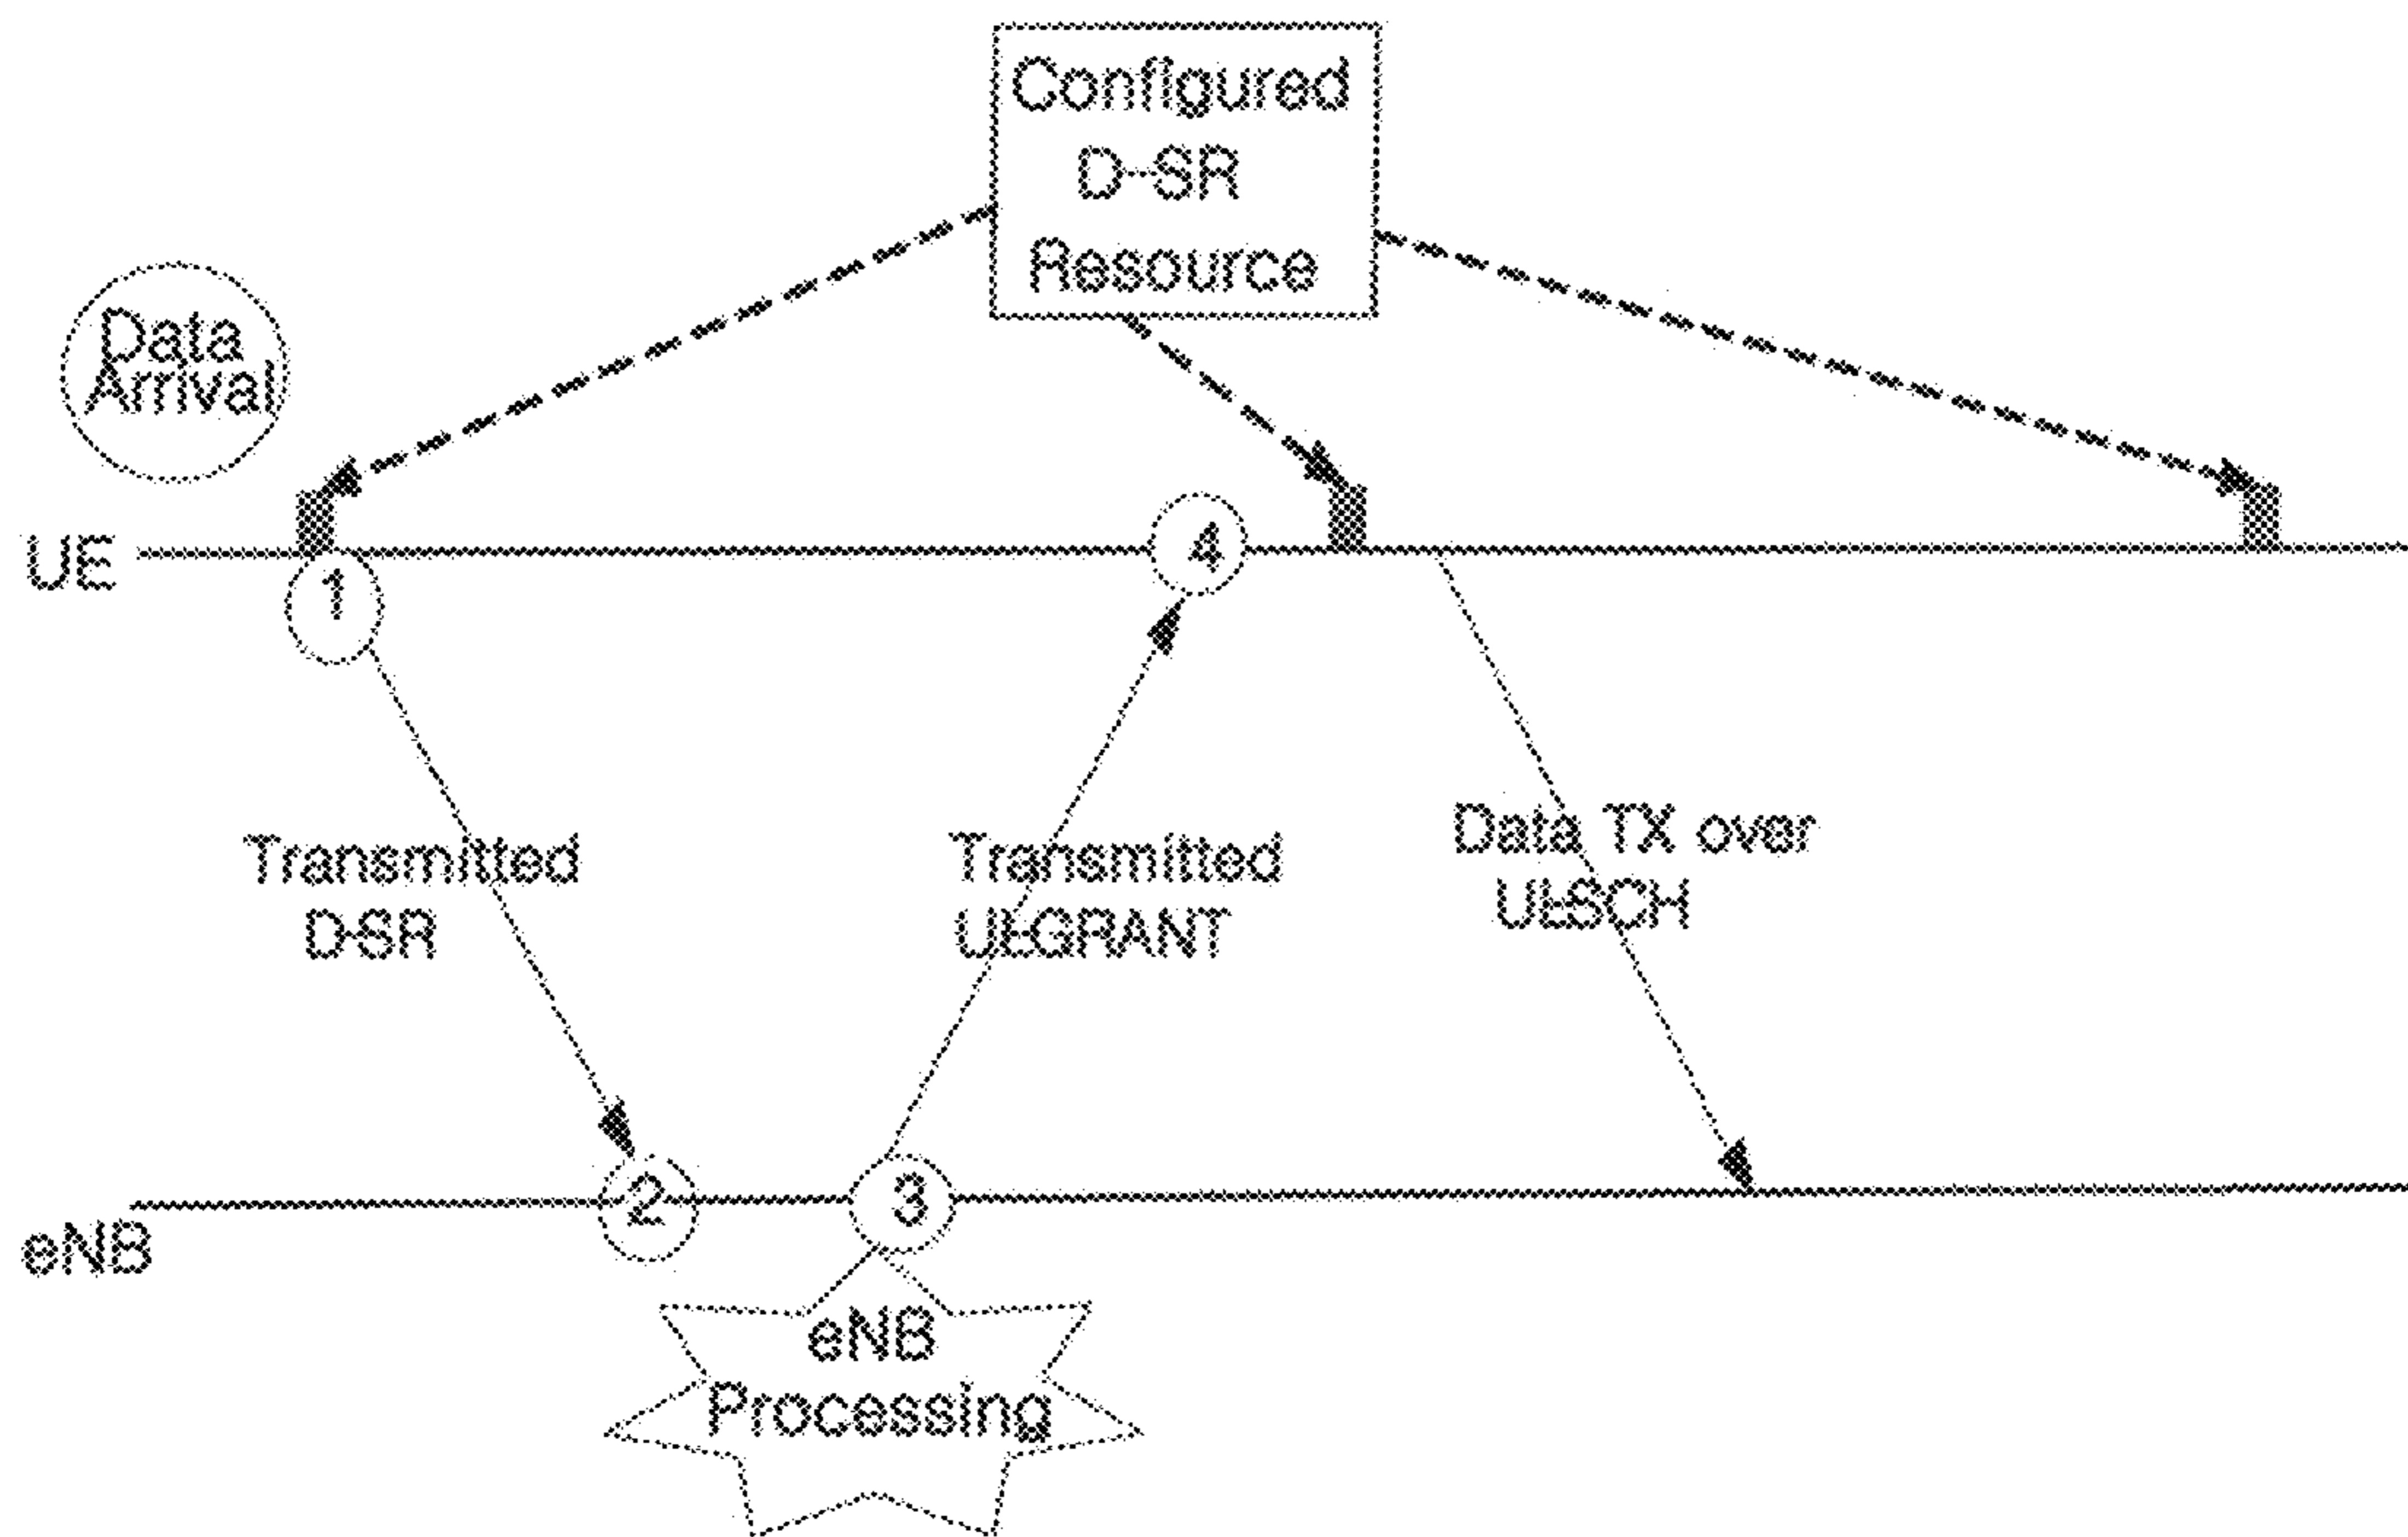 Configured
D-SR
Resource
Data
Arrival
UE
1
4
Transmitted
D-SR
Transmitted
UL-GRANT
Data TX over
UL-SCH
eNB
2
3
eNB
Processing